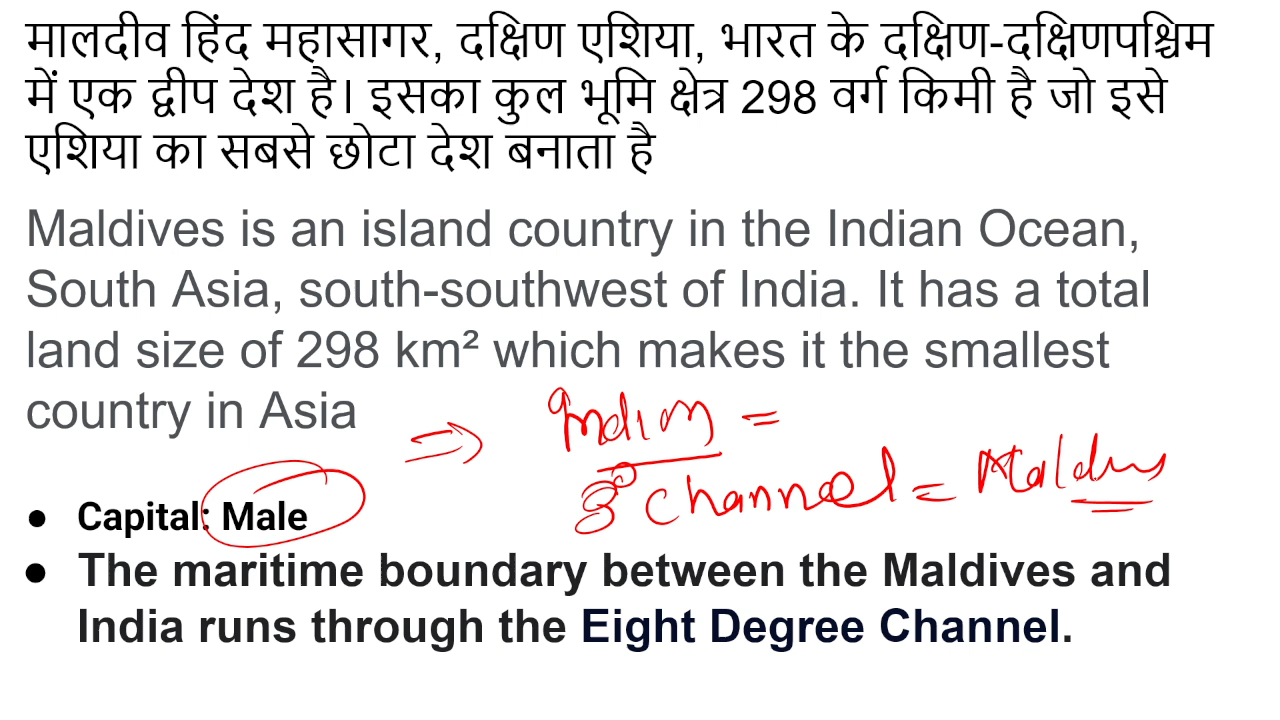 मालदीव हिंद महासागर, दक्षिण एशिया, भारत के दक्षिण-दक्षिणपश्चिम
में एक द्वीप देश है। इसका कुल भूमि क्षेत्र 298 वर्ग किमी है जो इसे
एशिया का सबसे छोटा देश बनाता है
Maldives is an island country in the Indian Ocean,
South Asia, south-southwest of India. It has a total
land size of 298 km² which makes it the smallest
country in Asia
⇒ =
8° Channel =
● Capital: Male
● The maritime boundary between the Maldives and
India runs through the Eight Degree Channel.